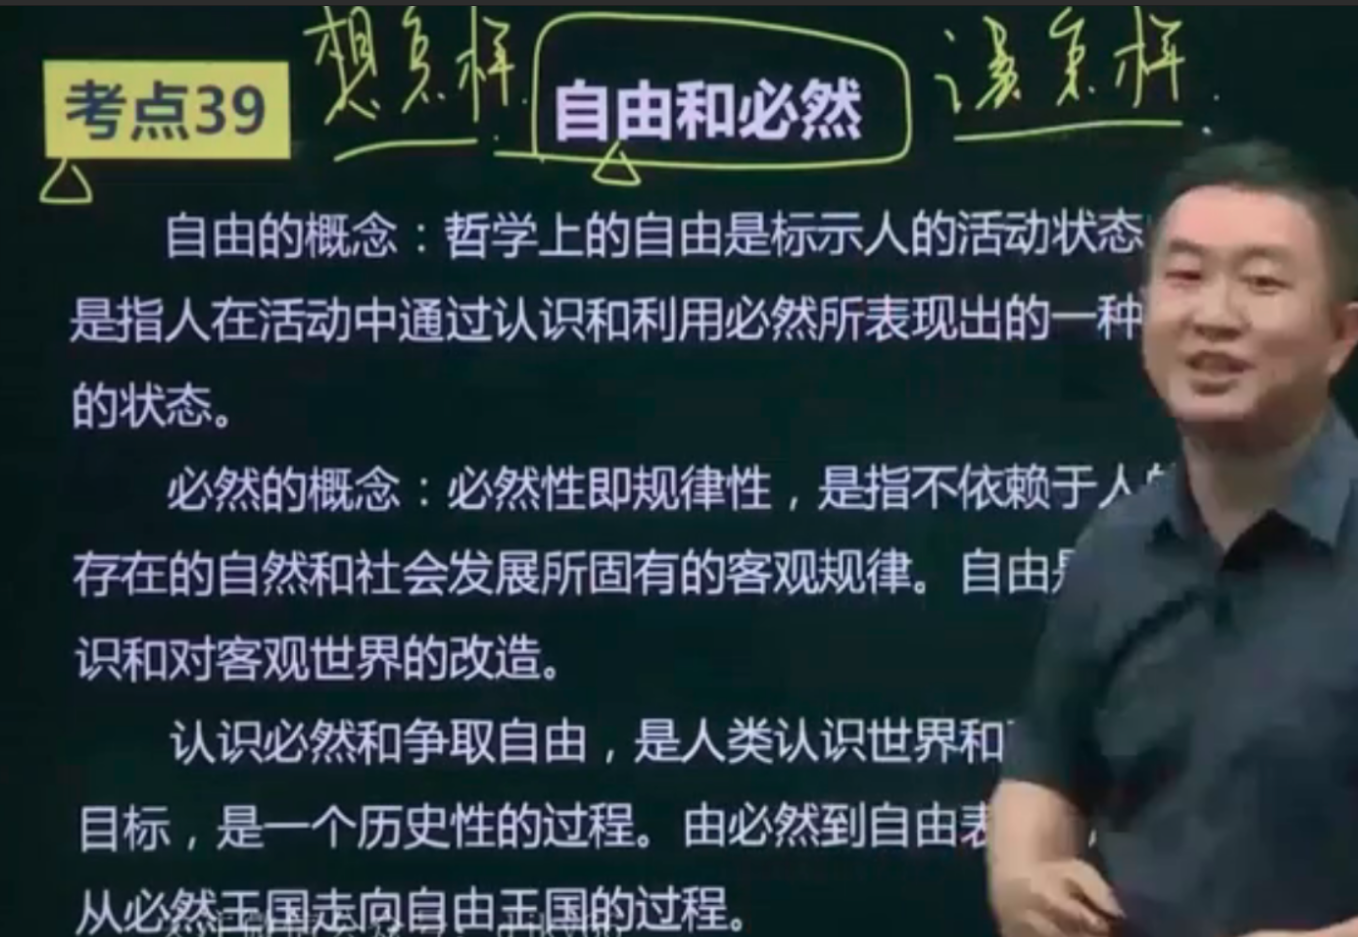 想怎样 自由和必然 该怎样
考点39
自由的概念：哲学上的自由是标示人的活动状态
是指人在活动中通过认识和利用必然所表现出的一种
的状态。
必然的概念：必然性即规律性，是指不依赖于人的
存在的自然和社会发展所固有的客观规律。自由是
识和对客观世界的改造。
认识必然和争取自由，是人类认识世界和
目标，是一个历史性的过程。由必然到自由表
从必然王国走向自由王国的过程。